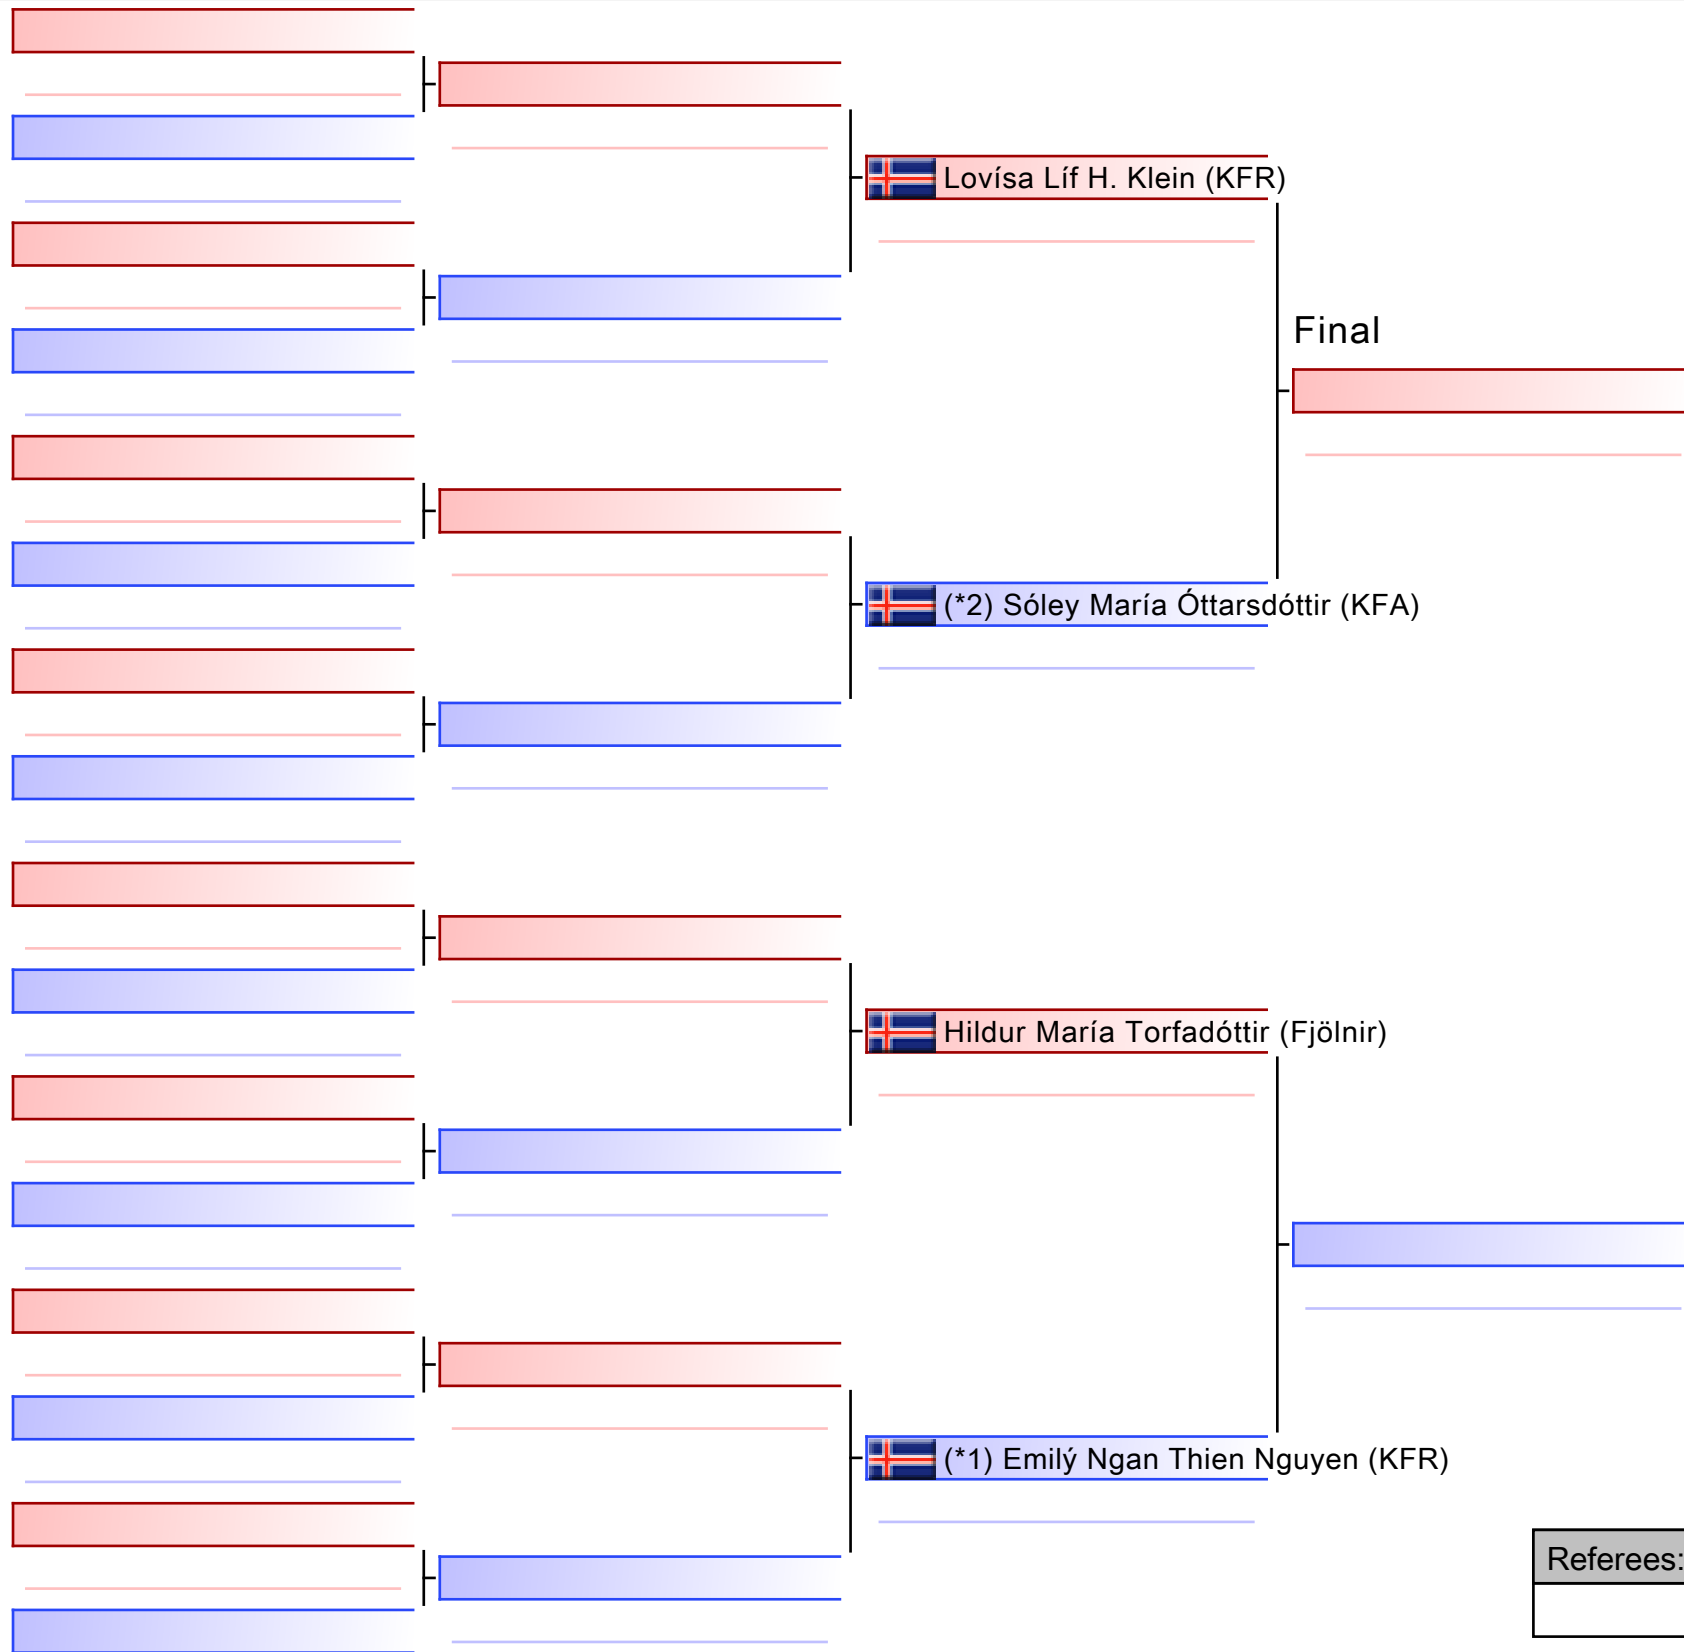 Lovísa Líf H. Klein (KFR)
Final
(*2) Sóley María Óttarsdóttir (KFA)
Hildur María Torfadóttir (Fjölnir)
(*1) Emilý Ngan Thien Nguyen (KFR)
Referees: